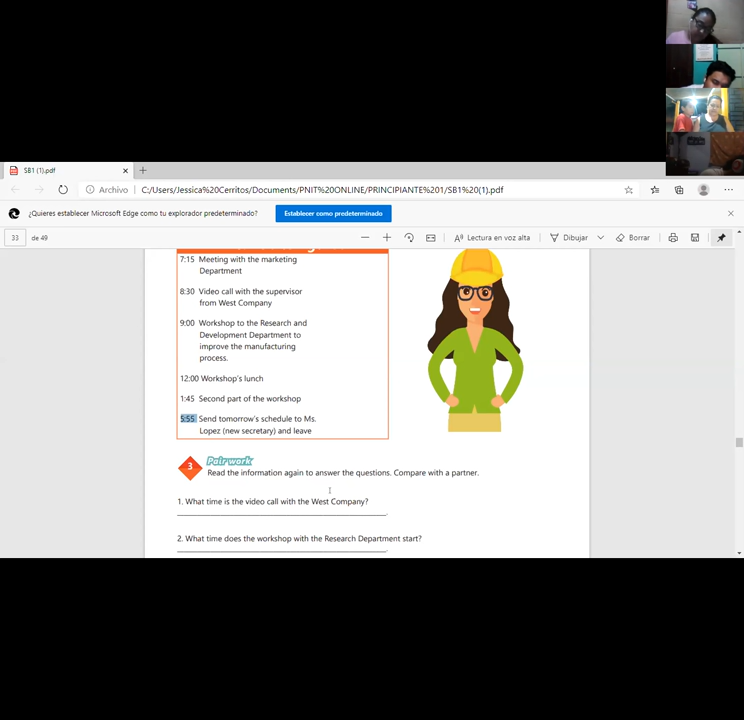 SB1 (1).pdf
Archivo C:/Users/Jessica%20Cerritos/Documents/PNIT%20ONLINE/PRINCIPIANTE%201/SB1%20(1).pdf
¿Quieres establecer Microsoft Edge como tu explorador predeterminado? Establecer como predeterminado
33 de 49 Lectura en voz alta Dibujar Borrar
7:15 Meeting with the marketing
Department
8:30 Video call with the supervisor
from West Company
9:00 Workshop to the Research and
Development Department to
improve the manufacturing
process.
12:00 Workshop's lunch
1:45 Second part of the workshop
5:55 Send tomorrow's schedule to Ms.
Lopez (new secretary) and leave
3 Pair work
Read the information again to answer the questions. Compare with a partner.
1. What time is the video call with the West Company?
2. What time does the workshop with the Research Department start?